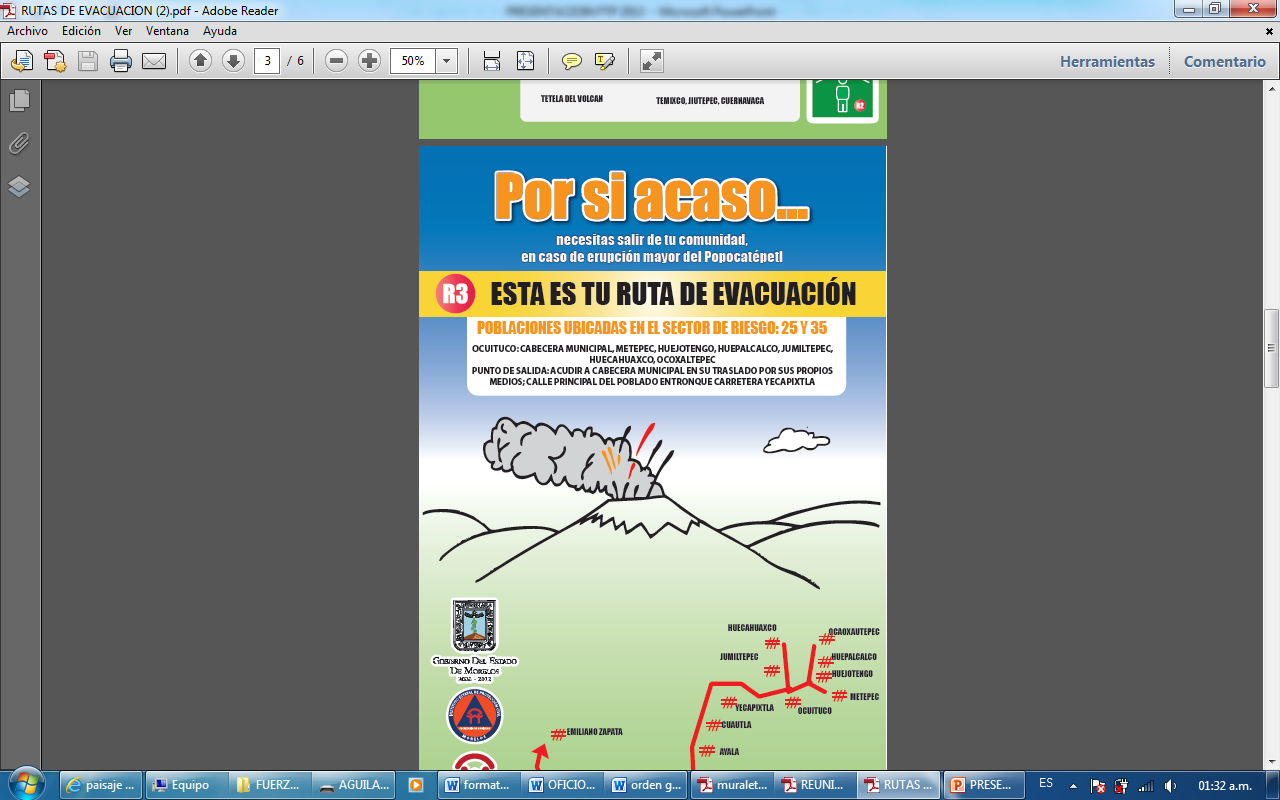 RUTAS DE EVACUACION (2).pdf - Adobe Reader
PRESENTACION PTP 2012 - Microsoft PowerPoint
Archivo Edición Ver Ventana Ayuda
3 / 6 50% Herramientas Comentario
TETELA DEL VOLCAN TEMIXCO, JIUTEPEC, CUERNAVACA
R2
Por si acaso...
necesitas salir de tu comunidad,
en caso de erupción mayor del Popocatépetl
R3 ESTA ES TU RUTA DE EVACUACIÓN
POBLACIONES UBICADAS EN EL SECTOR DE RIESGO: 25 Y 35
OCUITUCO: CABECERA MUNICIPAL, METEPEC, HUEJOTENGO, HUEPALCALCO, JUMILTEPEC,
HUECAHUAXCO, OCOXALTEPEC
PUNTO DE SALIDA: ACUDIR A CABECERA MUNICIPAL EN SU TRASLADO POR SUS PROPIOS
MEDIOS; CALLE PRINCIPAL DEL POBLADO ENTRONQUE CARRETERA YECAPIXTLA
HUECAHUAXCO
OCAOXAUTEPEC
JUMILTEPEC
HUEPALCALCO
HUEJOTENGO
METEPEC
YECAPIXTLA
OCUITUCO
CUAUTLA
AYALA
EMILIANO ZAPATA
GOBIERNO DEL ESTADO
DE MORELOS
2006 - 2012
MORELOS
paisaje ... Equipo FUERZ... AGUILA... format... OFICIO... orden g... muralet... REUNI... RUTAS ... PRESE... ES 01:32 a.m.